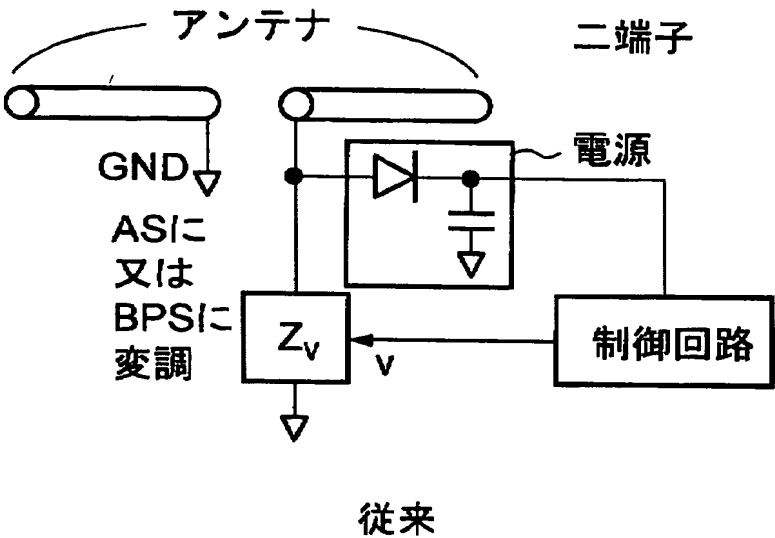 アンテナ
二端子
GND
電源
ASに
又は
BPSに
変調
ZV
v
制御回路
従来